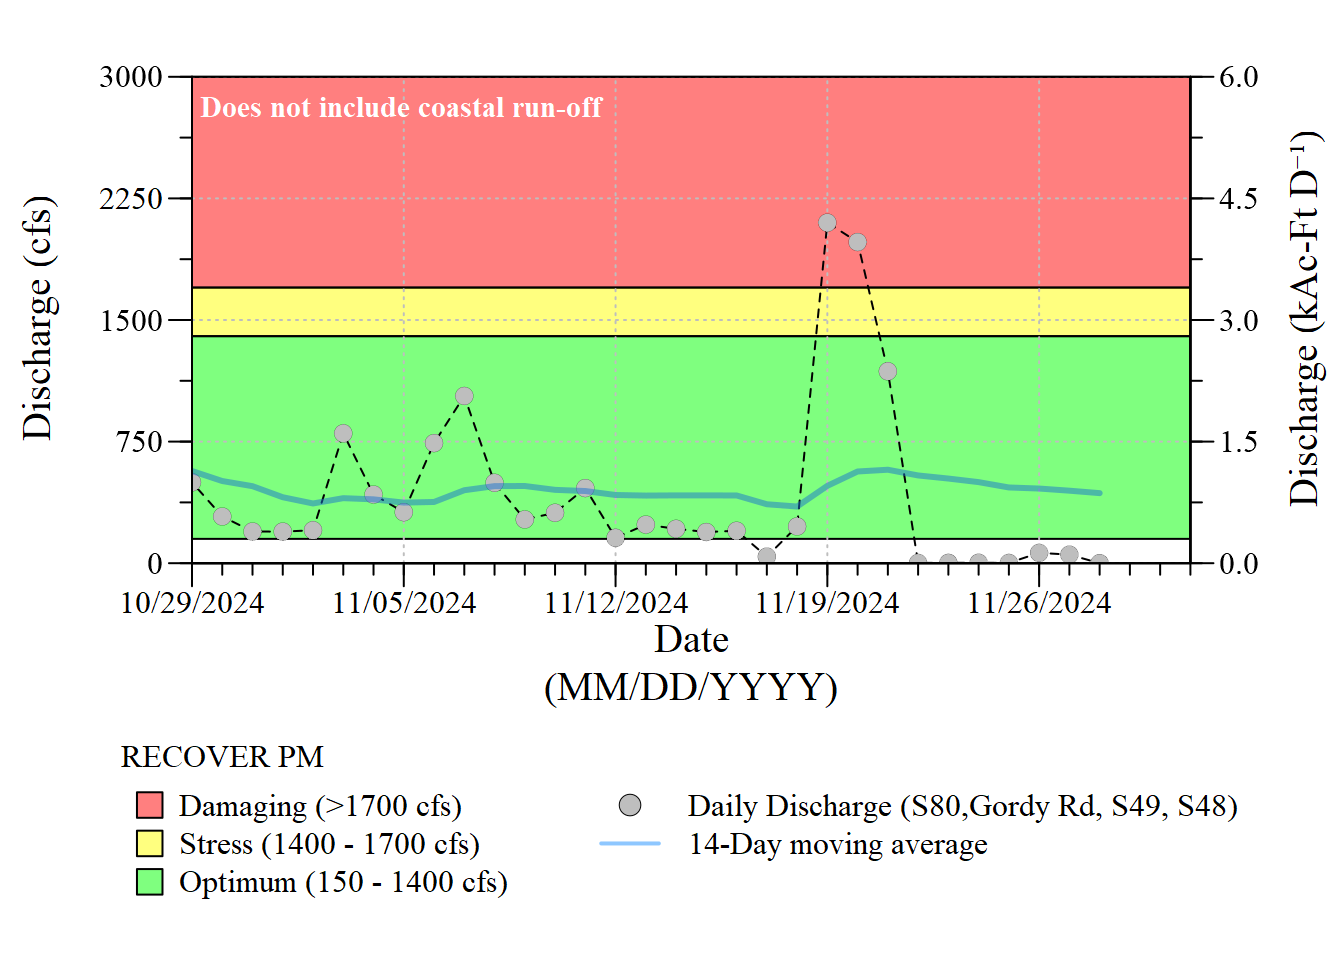 Does not include coastal run-off
3000
2250
1500
750
0
Discharge (cfs)
6.0
4.5
3.0
1.5
0.0
Discharge (kAc-Ft D⁻¹)
10/29/2024
11/05/2024
11/12/2024
11/19/2024
11/26/2024
Date
(MM/DD/YYYY)
RECOVER PM
Damaging (>1700 cfs)
Stress (1400 - 1700 cfs)
Optimum (150 - 1400 cfs)
Daily Discharge (S80,Gordy Rd, S49, S48)
14-Day moving average